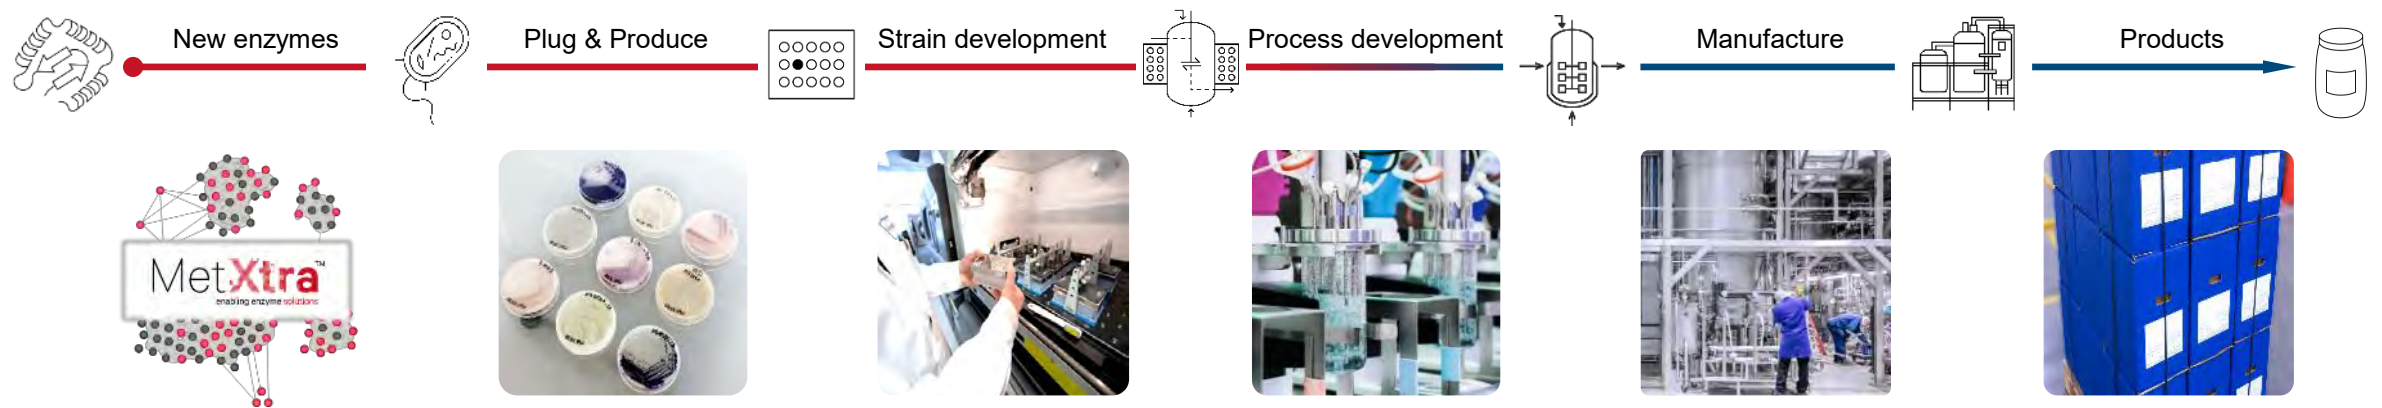 New enzymes
Plug & Produce
Strain development
Process development
Manufacture
Products
MetXtra™
enabling enzyme solutions